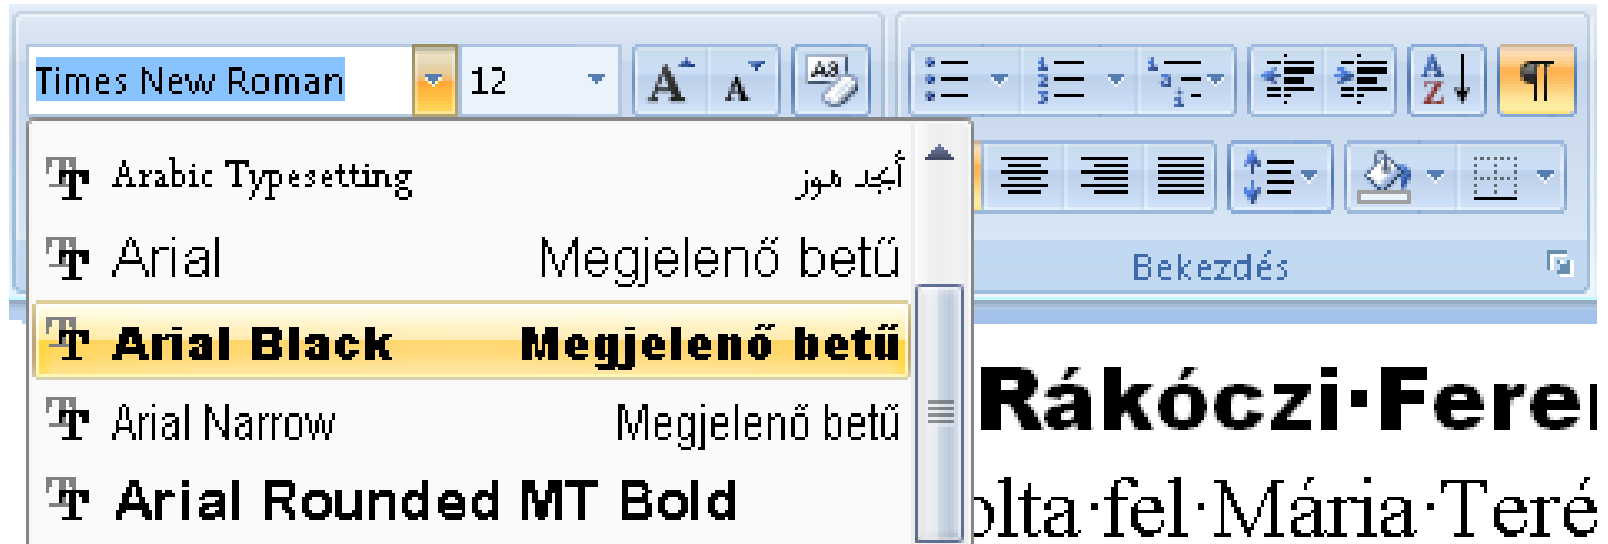 Times New Roman 12
Arabic Typesetting أبجد هوز
Arial Megjelenő betű
Bekezdés
Arial Black Megjelenő betű
Rákóczi·Fere
Arial Narrow Megjelenő betű
Arial Rounded MT Bold
olta·fel·Mária·Teré